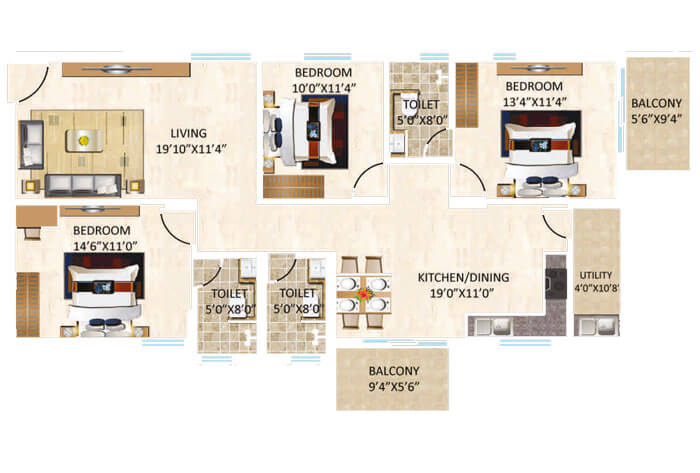 BEDROOM
10'0"X11'4"
BEDROOM
13'4"X11'4"
TOILET
5'0"X8'0"
BALCONY
5'6"X9'4"
LIVING
19'10"X11'4"
BEDROOM
14'6"X11'0"
KITCHEN/DINING
19'0"X11'0"
UTILITY
4'0"X10'8'
TOILET
5'0"X8'0"
TOILET
5'0"X8'0"
BALCONY
9'4"X5'6"